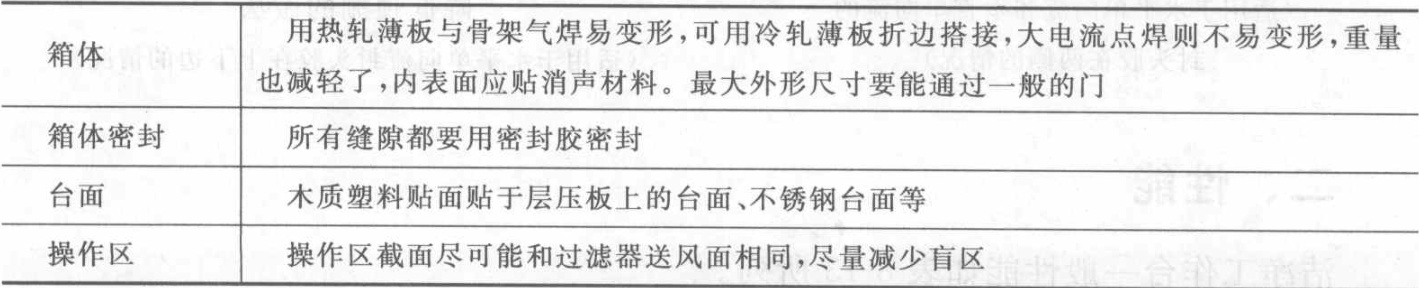 箱体 用热轧薄板与骨架气焊易变形,可用冷轧薄板折边搭接,大电流点焊则不易变形,重量
也减轻了,内表面应贴消声材料。最大外形尺寸要能通过一般的门
箱体密封 所有缝隙都要用密封胶密封
台面 木质塑料贴面贴于层压板上的台面、不锈钢台面等
操作区 操作区截面尽可能和过滤器送风面相同,尽量减少盲区